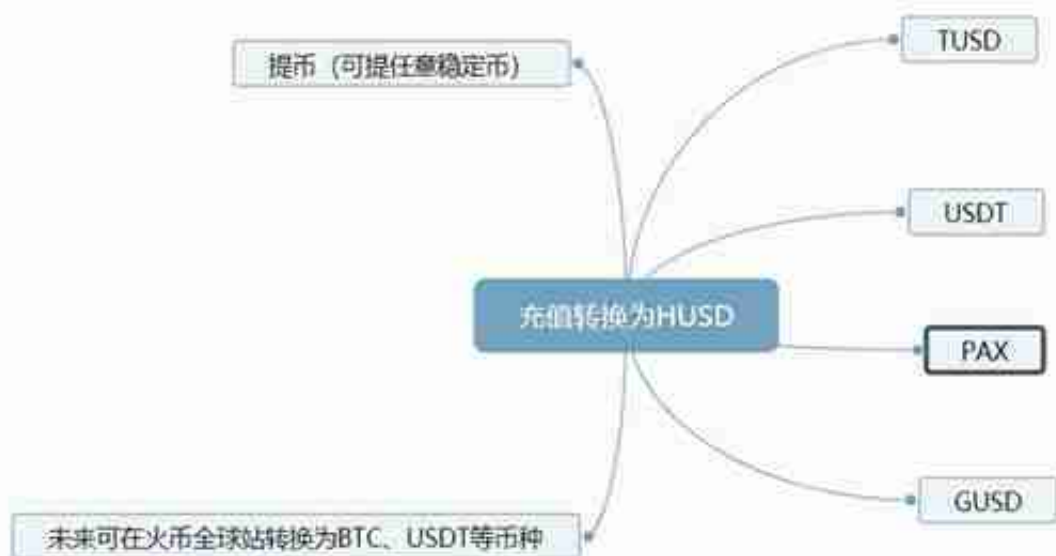 提币（可提任意稳定币）
TUSD
USDT
充值转换为HUSD
PAX
GUSD
未来可在火币全球站转换为BTC、USDT等币种